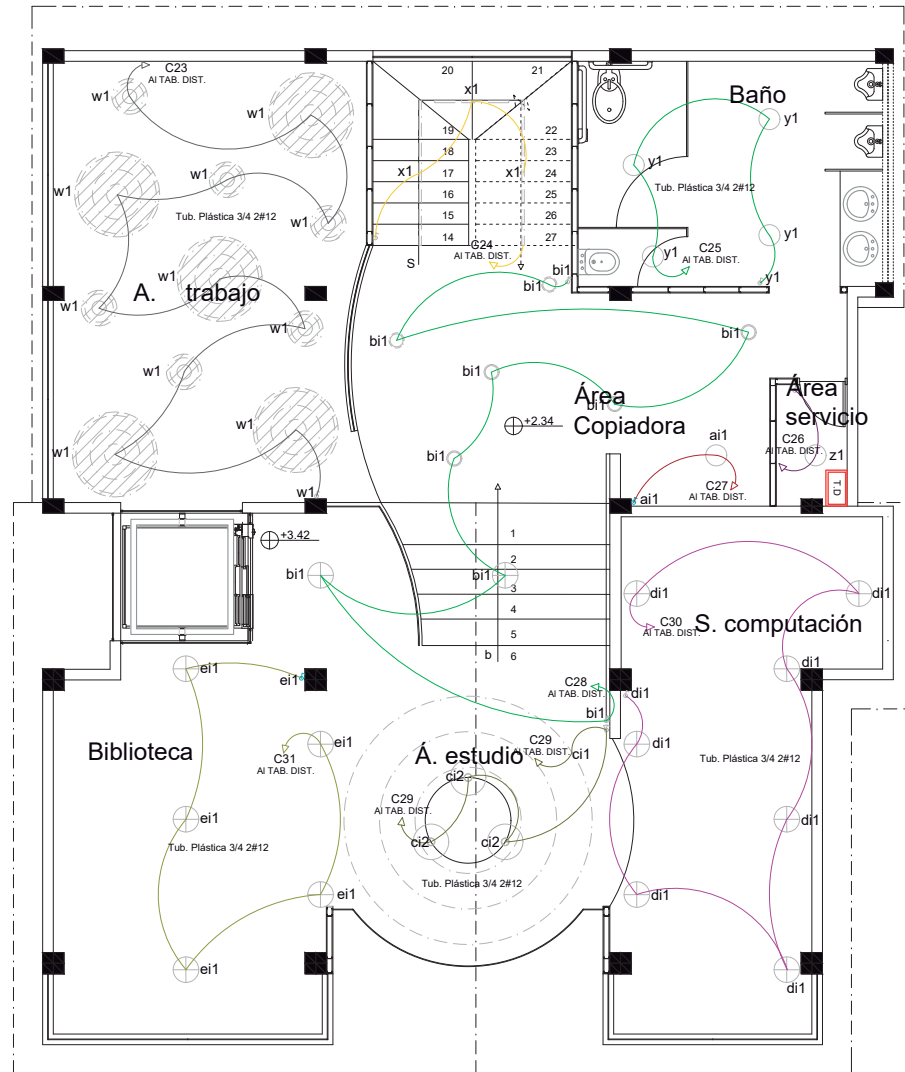 C23
Al TAB. DIST.
w1
w1
20
21
x1
Baño
y1
19
22
18
23
x1
17
x1
24
y1
w1
w1
16
25
Tub. Plástica 3/4 2#12
Tub. Plástica 3/4 2#12
15
26
w1
14
27
y1
C24
Al TAB. DIST.
S
y1
C25
Al TAB. DIST.
w1
bi1
bi1
y1
A. trabajo
w1
w1
bi1
bi1
w1
bi1
Área
servicio
Área
Copiadora
bi1
+2.34
w1
w1
bi1
ai1
C26
Al TAB. DIST.
z1
C27
Al TAB. DIST.
T.D
w1
ai1
+3.42
1
2
3
4
5
6
b
bi1
bi1
di1
di1
C30
Al TAB. DIST.
S. computación
ei1
ei1
di1
C28
Al TAB. DIST.
di1
bi1
Biblioteca
C31
Al TAB. DIST.
ei1
Á. estudio
C29
Al TAB. DIST.
ci1
di1
Tub. Plástica 3/4 2#12
ci2
C29
Al TAB. DIST.
ei1
di1
ci2
ci2
Tub. Plástica 3/4 2#12
Tub. Plástica 3/4 2#12
ei1
di1
ei1
di1